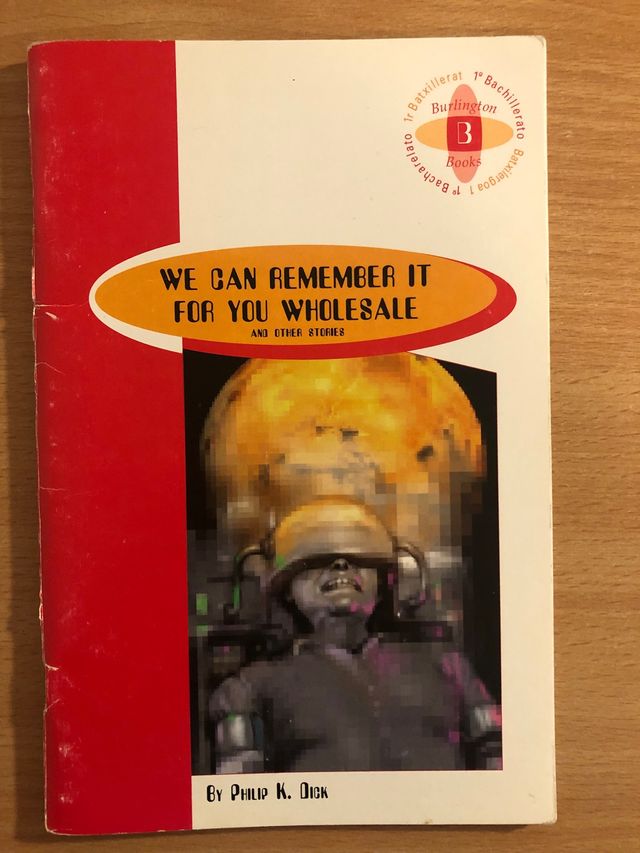 1r Batxillerat 1º Bachillerato Batxilergoa 1 1º Bacharelato
Burlington
B
Books
WE CAN REMEMBER IT
FOR YOU WHOLESALE
AND OTHER STORIES
BY PHILIP K. DICK